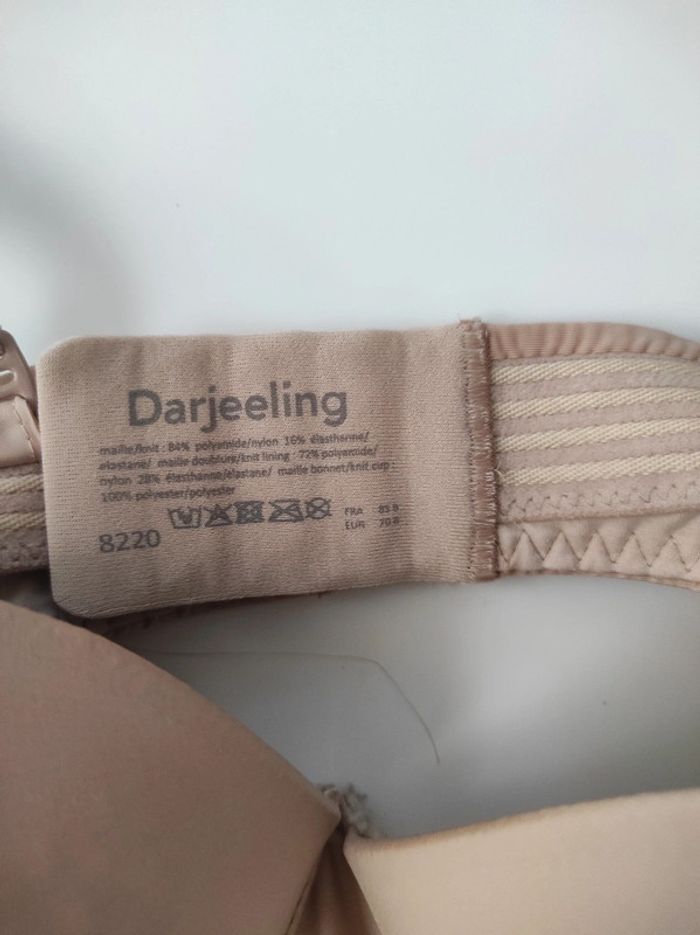 Darjeeling
maille/knit : 84% polyamide/nylon 16% élasthanne/
elastane/ maille doublure/knit lining : 72% polyamide/
nylon 28% élasthanne/elastane/ maille bonnet/knit cup :
100% polyester/polyester
FRA 85 B
EUR 70 B
8220